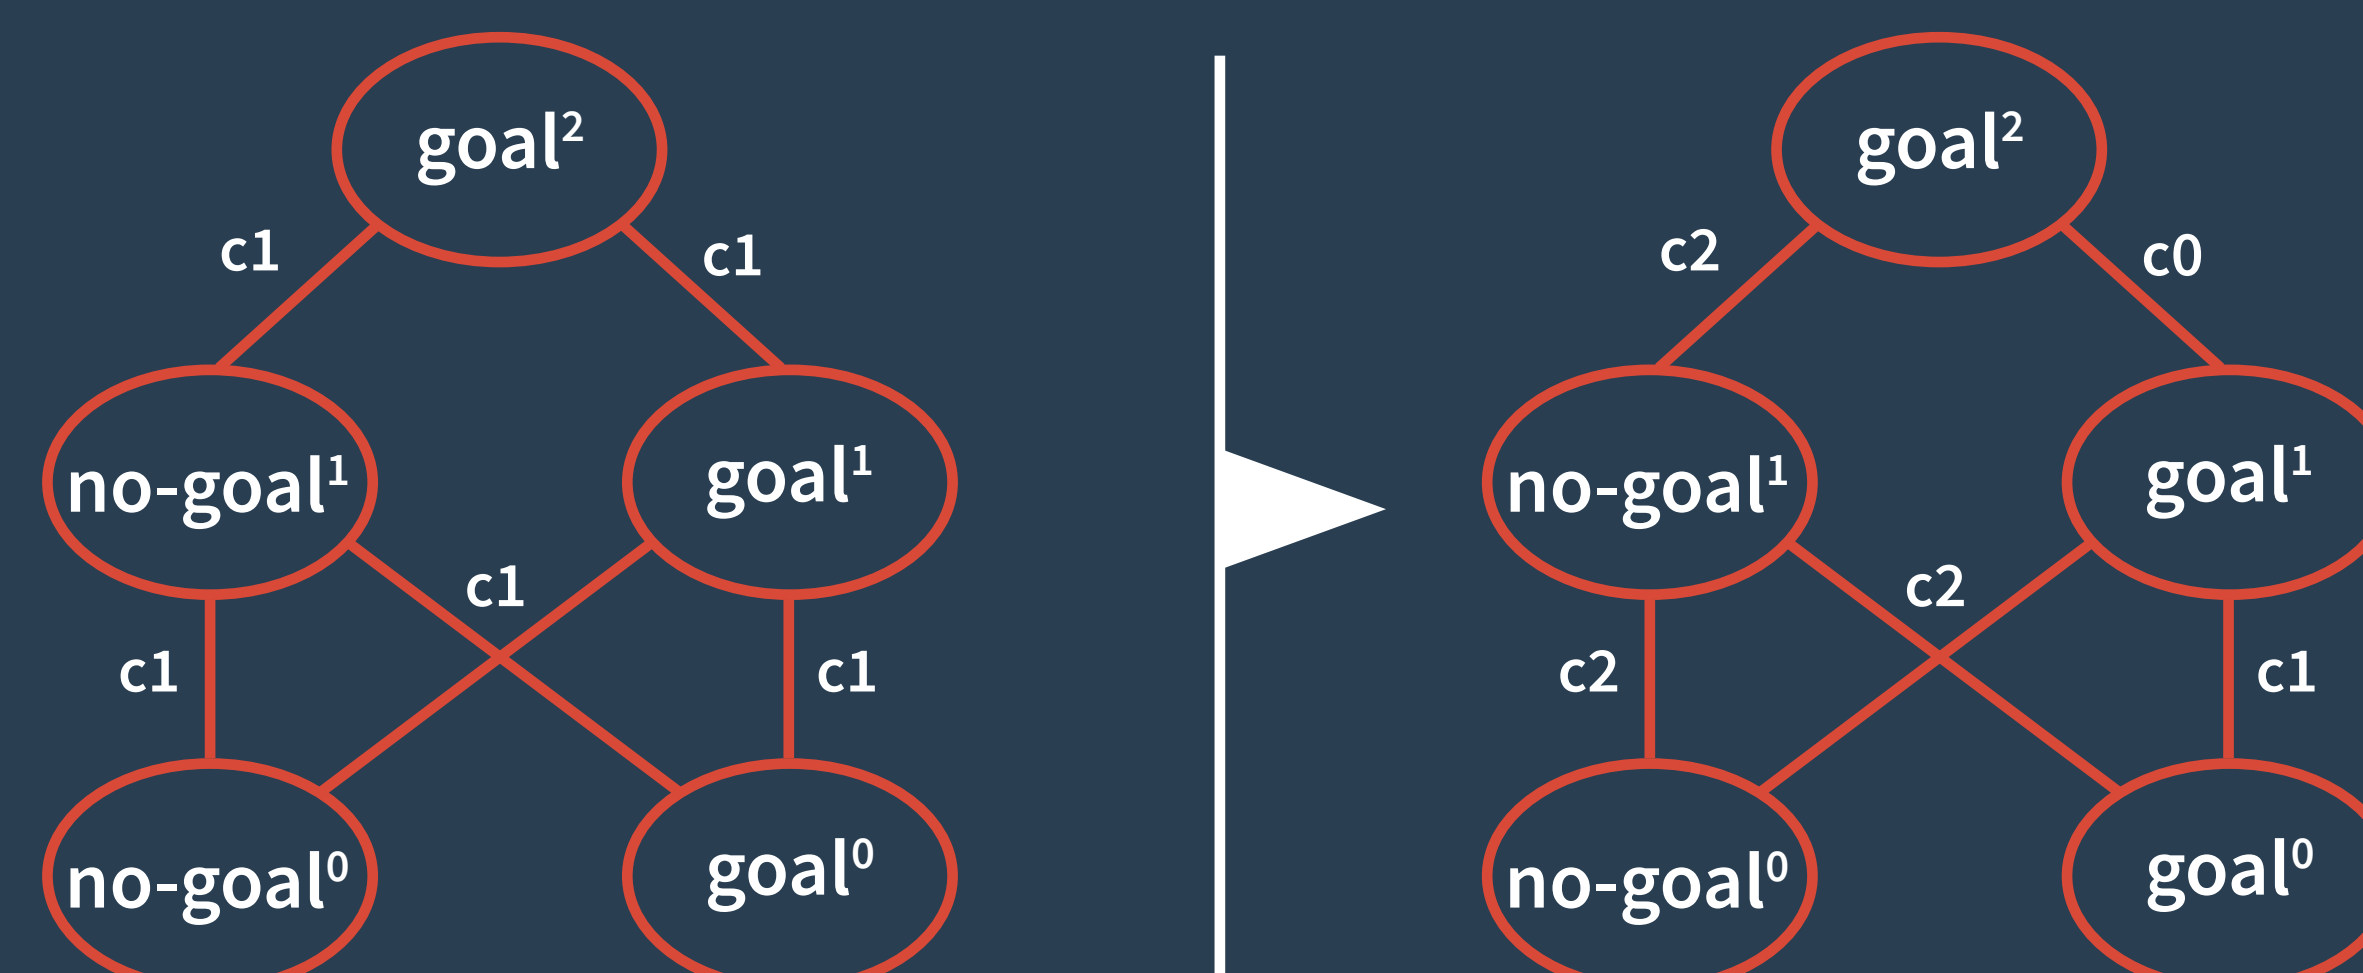 goal²
c1 c1
no-goal¹ goal¹
c1
c1 c1
no-goal⁰ goal⁰
goal²
c2 c0
no-goal¹ goal¹
c2
c2 c1
no-goal⁰ goal⁰